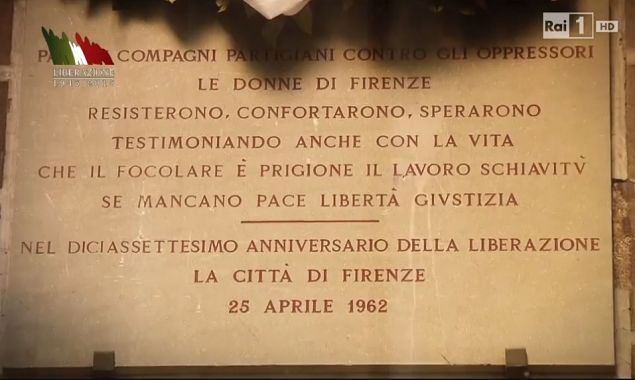 Rai 1 HD
LIBERAZIONE
COMPAGNI PARTIGIANI CONTRO GLI OPPRESSORI
LE DONNE DI FIRENZE
RESISTERONO, CONFORTARONO, SPERARONO
TESTIMONIANDO ANCHE CON LA VITA
CHE IL FOCOLARE È PRIGIONE IL LAVORO SCHIAVITV̀
SE MANCANO PACE LIBERTÀ GIVSTIZIA
NEL DICIASSETTESIMO ANNIVERSARIO DELLA LIBERAZIONE
LA CITTÀ DI FIRENZE
25 APRILE 1962